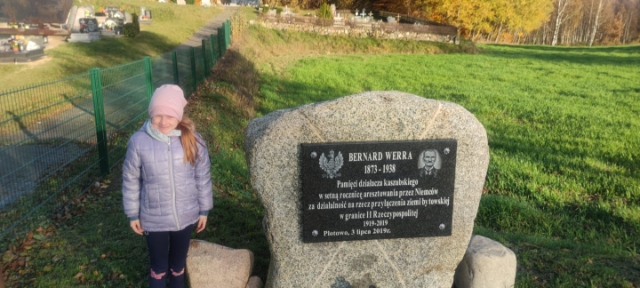 BERNARD WERRA
1873-1938
Pamięci działacza kaszubskiego
w setną rocznicę aresztowania przez Niemców
za działalność na rzecz przyłączenia ziemi bytowskiej
w granice II Rzeczypospolitej
1919-2019
Płotowo, 3 lipca 2019r.